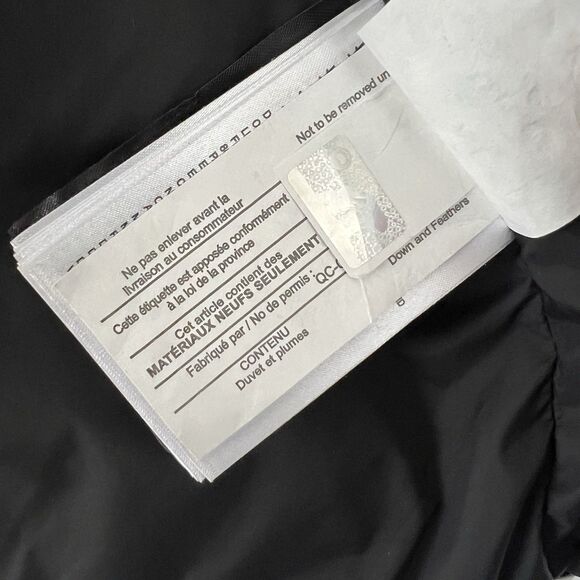 Not to be removed un
Down and Feathers
Ne pas enlever avant la
livraison au consommateur
Cette étiquette est apposée conformément
à la loi de la province
Cet article contient des
MATÉRIAUX NEUFS SEULEMENT
Fabriqué par / No de permis : QC-
CONTENU
Duvet et plumes